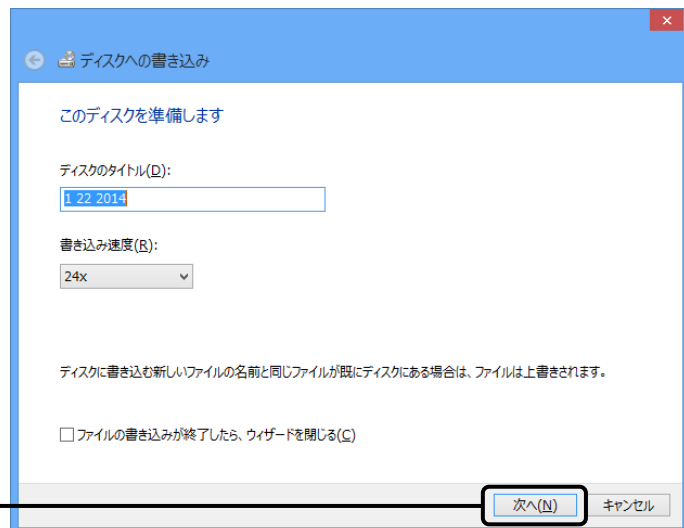 ディスクへの書き込み
このディスクを準備します
ディスクのタイトル(D):
1 22 2014
書き込み速度(R):
24x
ディスクに書き込む新しいファイルの名前と同じファイルが既にディスクにある場合は、ファイルは上書きされます。
ファイルの書き込みが終了したら、ウィザードを閉じる(C)
次へ(N) キャンセル